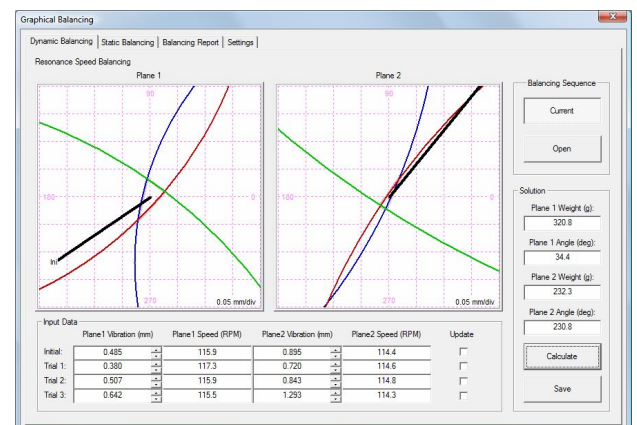 Graphical Balancing
Dynamic Balancing Static Balancing Balancing Report Settings
Resonance Speed Balancing
Plane 1 Plane 2
90 90
180 0 180 0
Ini
270 270
0.05 mm/div 0.05 mm/div
Balancing Sequence
Current
Open
Solution
Plane 1 Weight (g):
320.8
Plane 1 Angle (deg):
34.4
Plane 2 Weight (g):
232.3
Plane 2 Angle (deg):
230.8
Calculate
Save
Input Data
Plane1 Vibration (mm) Plane1 Speed (RPM) Plane2 Vibration (mm) Plane2 Speed (RPM) Update
Initial: 0.485 115.9 0.895 114.4
Trial 1: 0.380 117.3 0.720 114.6
Trial 2: 0.507 115.9 0.843 114.8
Trial 3: 0.642 115.5 1.293 114.3